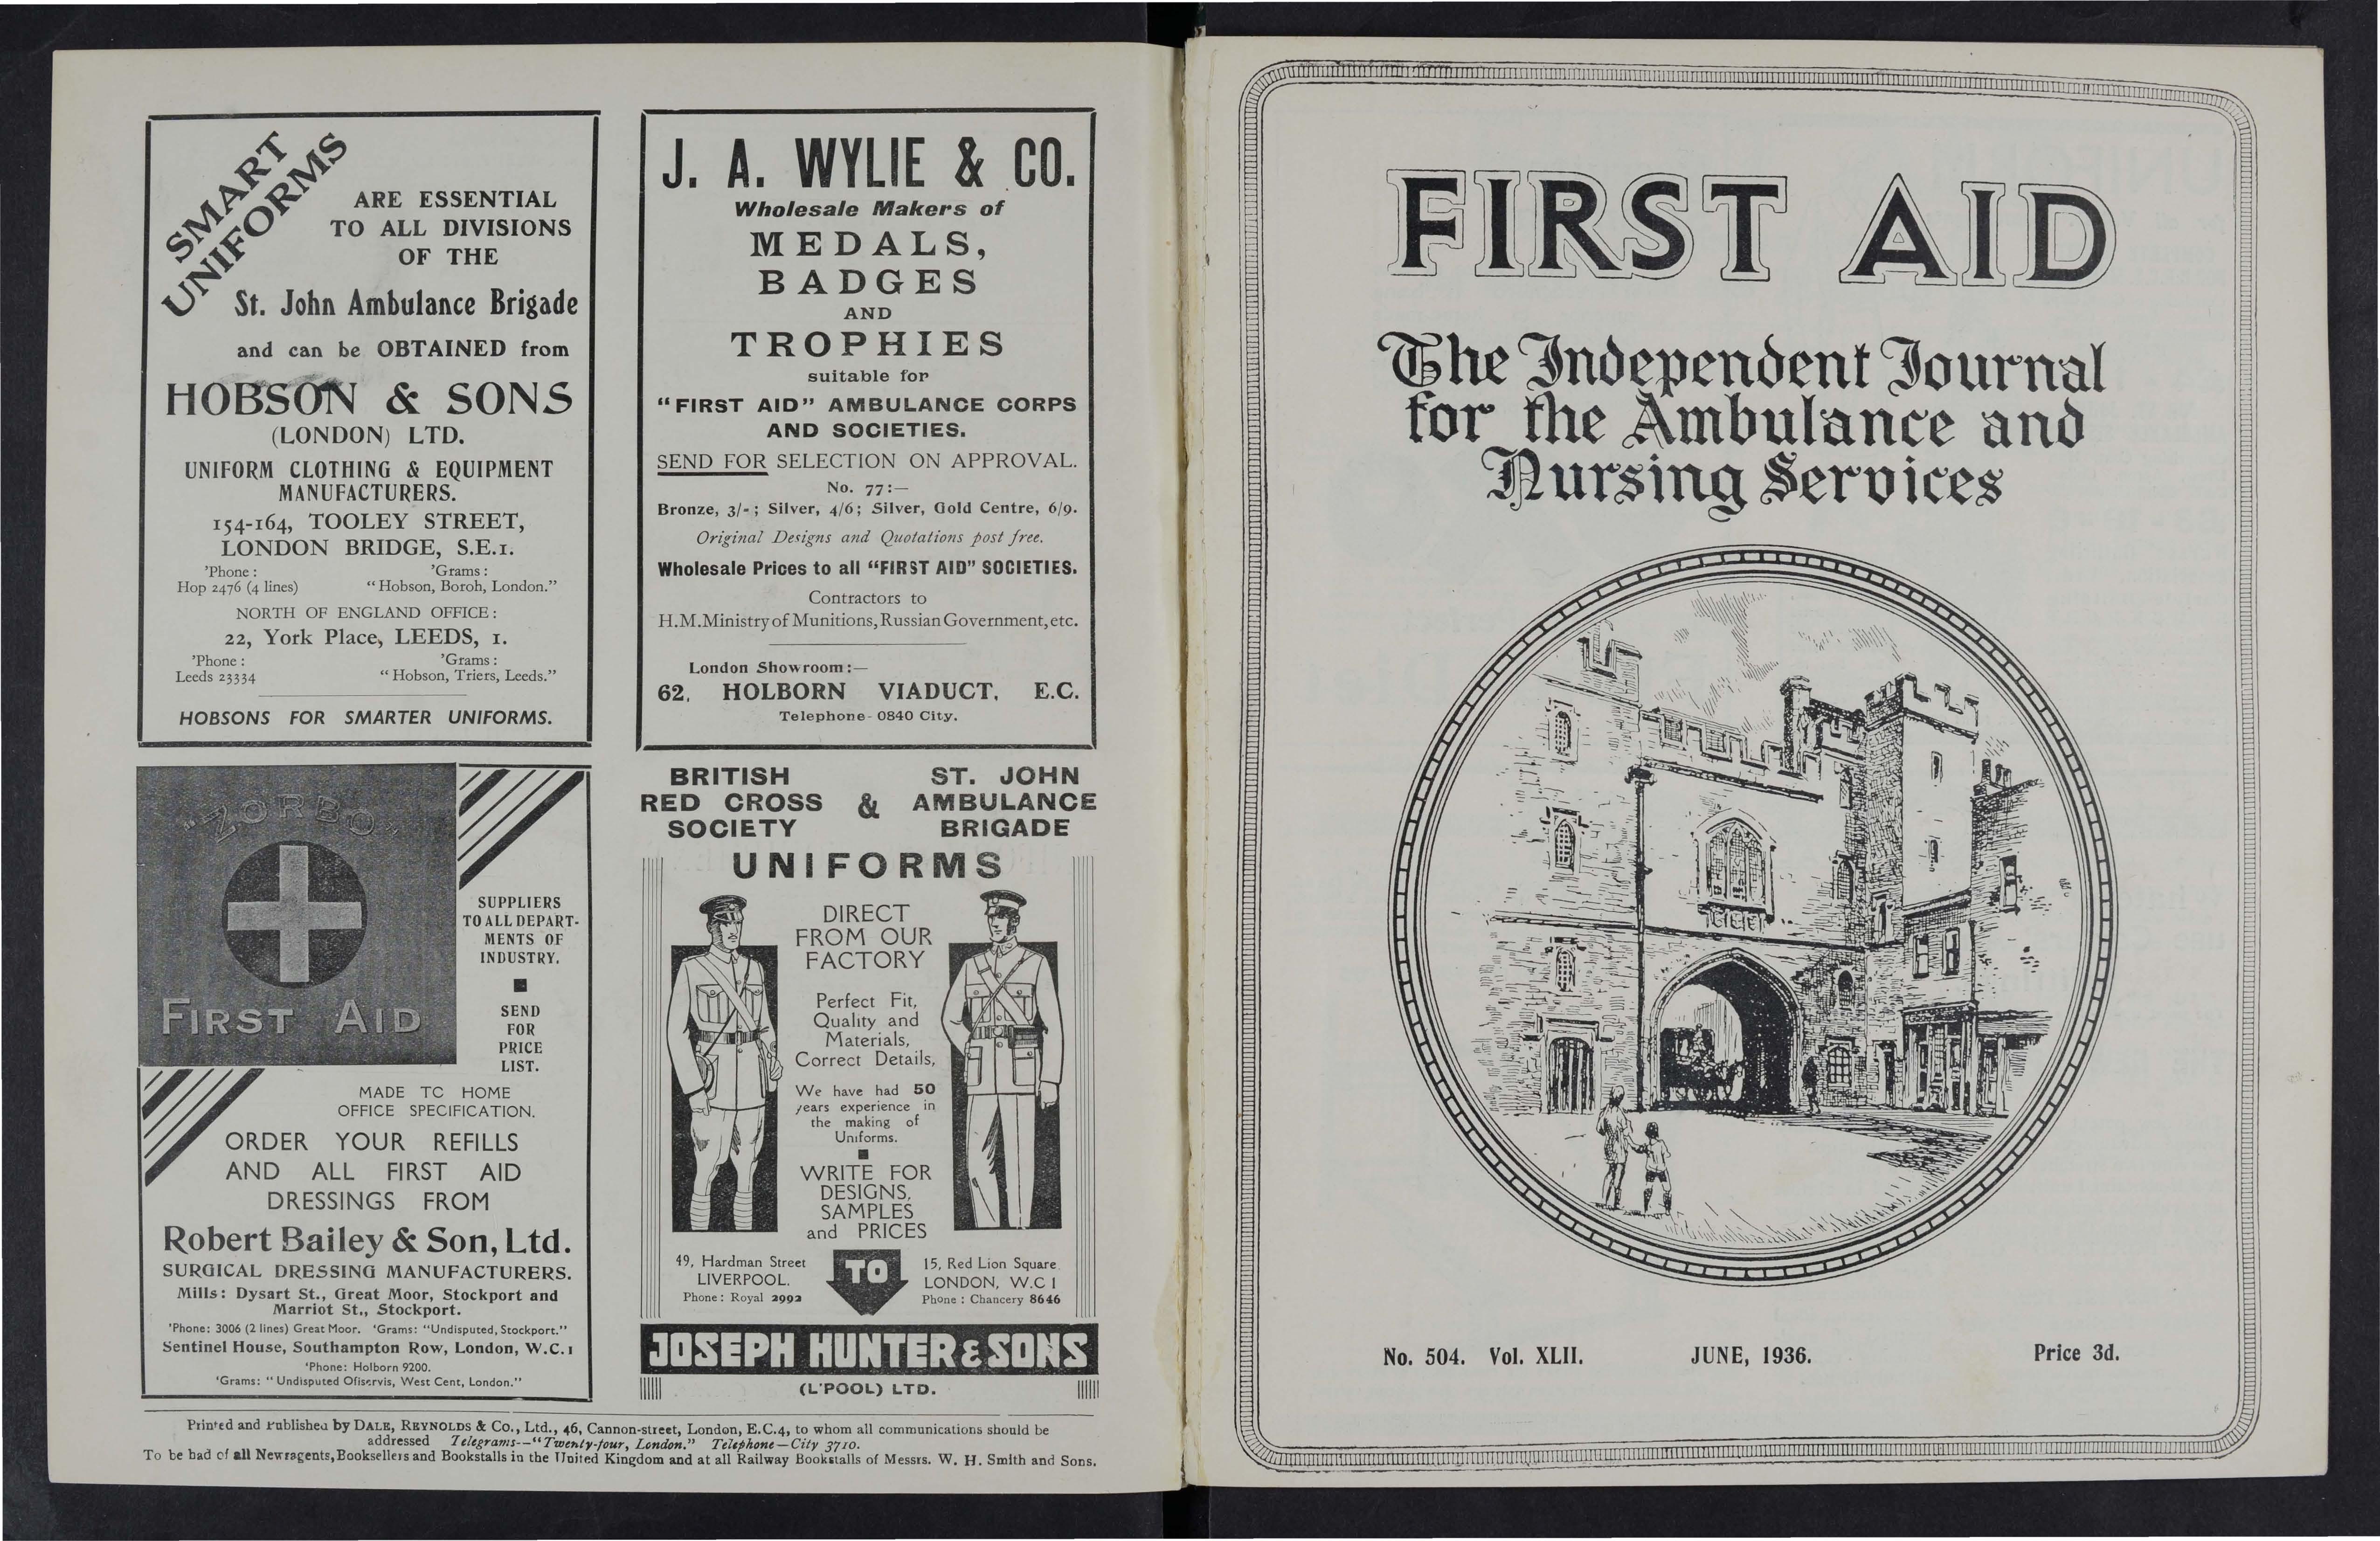 SMART
UNIFORMS
ARE ESSENTIAL
TO ALL DIVISIONS
OF THE
St. John Ambulance Brigade
and can be OBTAINED from
HOBSON & SONS
(LONDON) LTD.
UNIFORM CLOTHING & EQUIPMENT
MANUFACTURERS.
154-164, TOOLEY STREET,
LONDON BRIDGE, S.E.1.
'Phone : 'Grams :
Hop 2476 (4 lines) "Hobson, Boroh, London."
NORTH OF ENGLAND OFFICE :
22, York Place, LEEDS, 1.
'Phone : 'Grams :
Leeds 23334 "Hobson, Triers, Leeds."
HOBSONS FOR SMARTER UNIFORMS.
"ZORBO"
FIRST AID
SUPPLIERS
TO ALL DEPART-
MENTS OF
INDUSTRY.
SEND
FOR
PRICE
LIST.
MADE TC HOME
OFFICE SPECIFICATION.
ORDER YOUR REFILLS
AND ALL FIRST AID
DRESSINGS FROM
Robert Bailey & Son, Ltd.
SURGICAL DRESSING MANUFACTURERS.
Mills: Dysart St., Great Moor, Stockport and
Marriot St., Stockport.
'Phone: 3006 (2 lines) Great Moor. 'Grams: "Undisputed, Stockport."
Sentinel House, Southampton Row, London, W.C.1
'Phone: Holborn 9200.
'Grams: "Undisputed Ofiservis, West Cent, London."
J. A. WYLIE & CO.
Wholesale Makers of
MEDALS,
BADGES
AND
TROPHIES
suitable for
"FIRST AID" AMBULANCE CORPS
AND SOCIETIES.
SEND FOR SELECTION ON APPROVAL.
No. 77:—
Bronze, 3/-; Silver, 4/6; Silver, Gold Centre, 6/9.
Original Designs and Quotations post free.
Wholesale Prices to all "FIRST AID" SOCIETIES.
Contractors to
H.M. Ministry of Munitions, Russian Government, etc.
London Showroom:—
62, HOLBORN VIADUCT, E.C.
Telephone- 0840 City.
BRITISH
RED CROSS
SOCIETY
&
ST. JOHN
AMBULANCE
BRIGADE
UNIFORMS
DIRECT
FROM OUR
FACTORY
Perfect Fit,
Quality and
Materials,
Correct Details,
We have had 50
years experience in
the making of
Uniforms.
WRITE FOR
DESIGNS,
SAMPLES
and PRICES
TO
49, Hardman Street
LIVERPOOL.
Phone : Royal 2992
15, Red Lion Square
LONDON, W.C 1
Phone : Chancery 8646
JOSEPH HUNTER & SONS
(L'POOL) LTD.
Printed and Published by DALE, REYNOLDS & Co., Ltd., 46, Cannon-street, London, E.C.4, to whom all communications should be
addressed Telegrams--"Twenty-four, London." Telephone—City 3710.
To be had of all Newsagents, Booksellers and Bookstalls in the United Kingdom and at all Railway Bookstalls of Messrs. W. H. Smith and Sons.
FIRST AID
The Independent Journal
for the Ambulance and
Nursing Services
No. 504. Vol. XLII. JUNE, 1936. Price 3d.